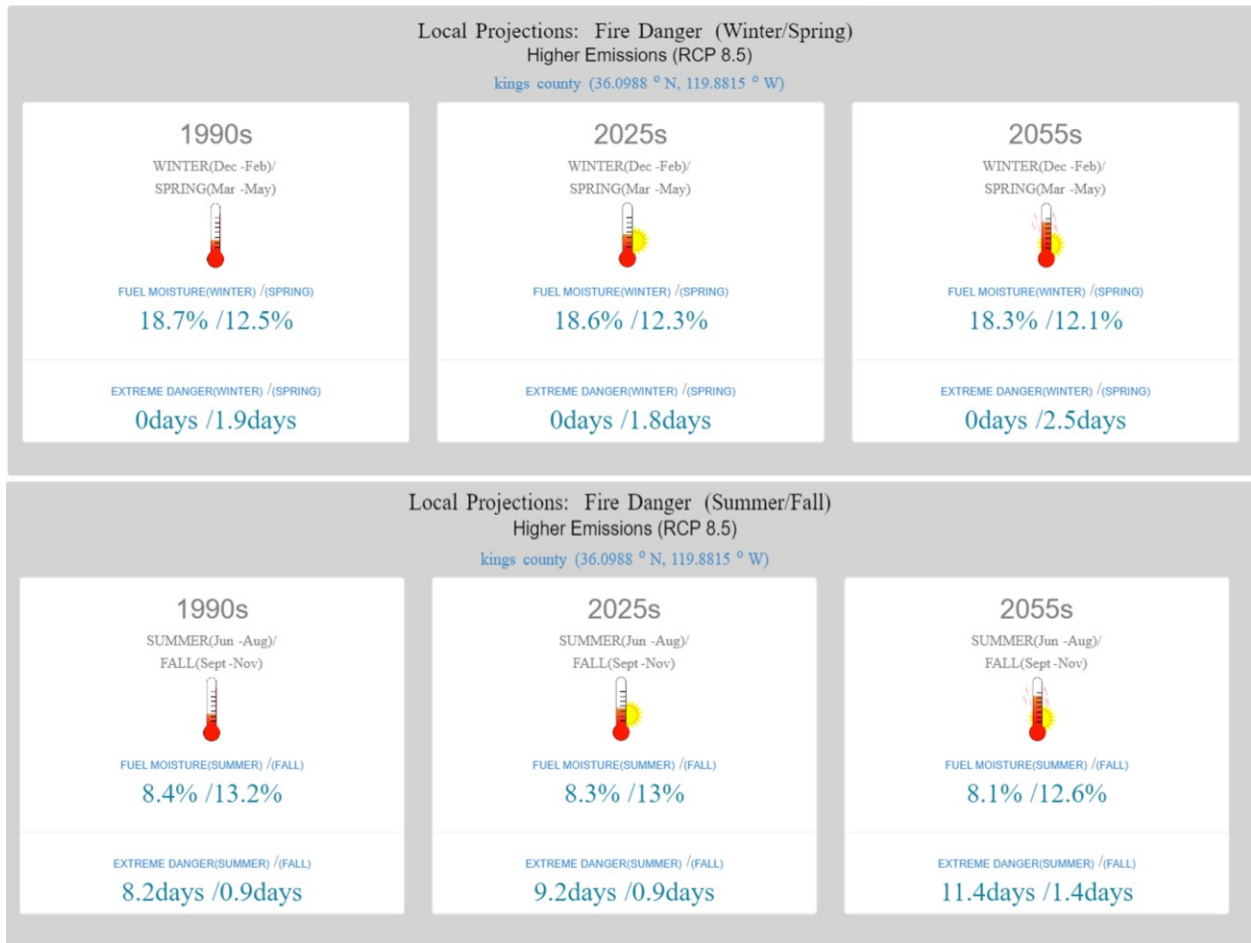 Local Projections: Fire Danger (Winter/Spring)
Higher Emissions (RCP 8.5)
kings county (36.0988 ° N, 119.8815 ° W)
1990s
WINTER(Dec -Feb)/
SPRING(Mar -May)
FUEL MOISTURE(WINTER) /(SPRING)
18.7% /12.5%
EXTREME DANGER(WINTER) /(SPRING)
0days /1.9days
2025s
WINTER(Dec -Feb)/
SPRING(Mar -May)
FUEL MOISTURE(WINTER) /(SPRING)
18.6% /12.3%
EXTREME DANGER(WINTER) /(SPRING)
0days /1.8days
2055s
WINTER(Dec -Feb)/
SPRING(Mar -May)
FUEL MOISTURE(WINTER) /(SPRING)
18.3% /12.1%
EXTREME DANGER(WINTER) /(SPRING)
0days /2.5days
Local Projections: Fire Danger (Summer/Fall)
Higher Emissions (RCP 8.5)
kings county (36.0988 ° N, 119.8815 ° W)
1990s
SUMMER(Jun -Aug)/
FALL(Sept -Nov)
FUEL MOISTURE(SUMMER) /(FALL)
8.4% /13.2%
EXTREME DANGER(SUMMER) /(FALL)
8.2days /0.9days
2025s
SUMMER(Jun -Aug)/
FALL(Sept -Nov)
FUEL MOISTURE(SUMMER) /(FALL)
8.3% /13%
EXTREME DANGER(SUMMER) /(FALL)
9.2days /0.9days
2055s
SUMMER(Jun -Aug)/
FALL(Sept -Nov)
FUEL MOISTURE(SUMMER) /(FALL)
8.1% /12.6%
EXTREME DANGER(SUMMER) /(FALL)
11.4days /1.4days